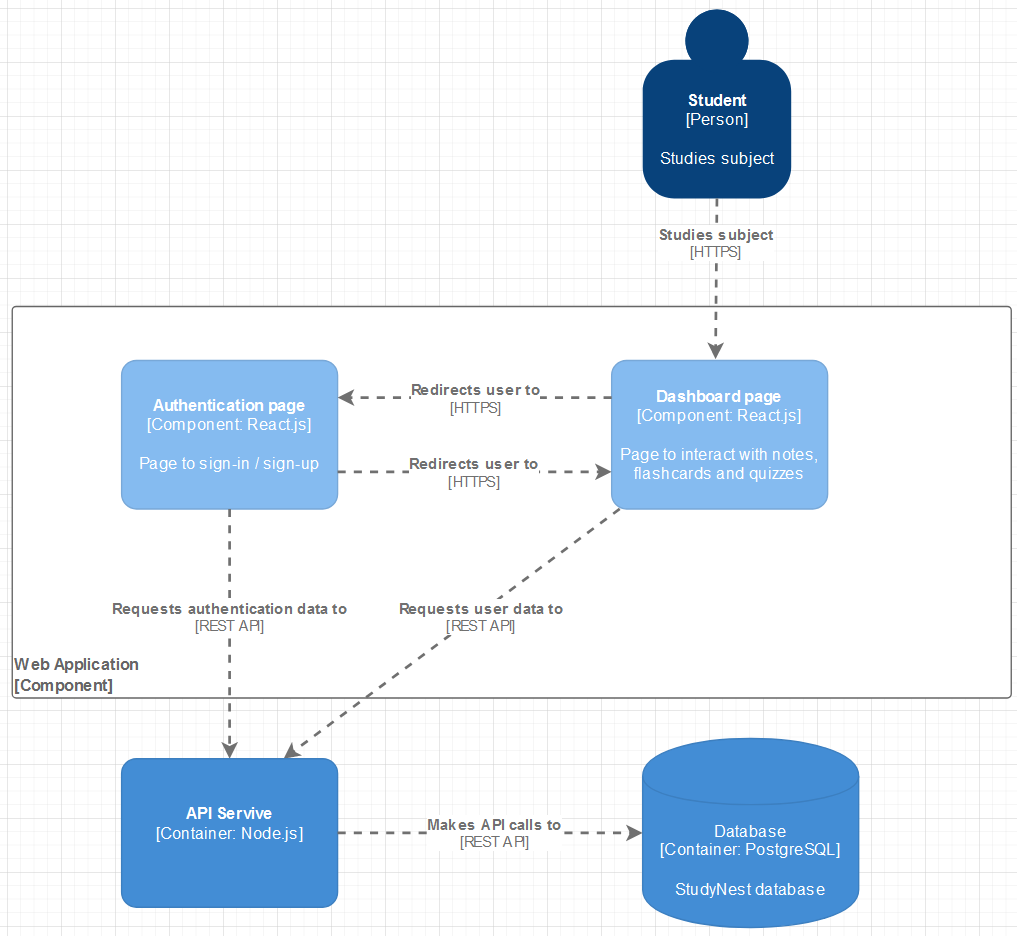 Student
[Person]
Studies subject
Studies subject
[HTTPS]
Authentication page
[Component: React.js]
Page to sign-in / sign-up
Redirects user to
[HTTPS]
Redirects user to
[HTTPS]
Dashboard page
[Component: React.js]
Page to interact with notes,
flashcards and quizzes
Requests authentication data to
[REST API]
Requests user data to
[REST API]
Web Application
[Component]
API Servive
[Container: Node.js]
Makes API calls to
[REST API]
Database
[Container: PostgreSQL]
StudyNest database